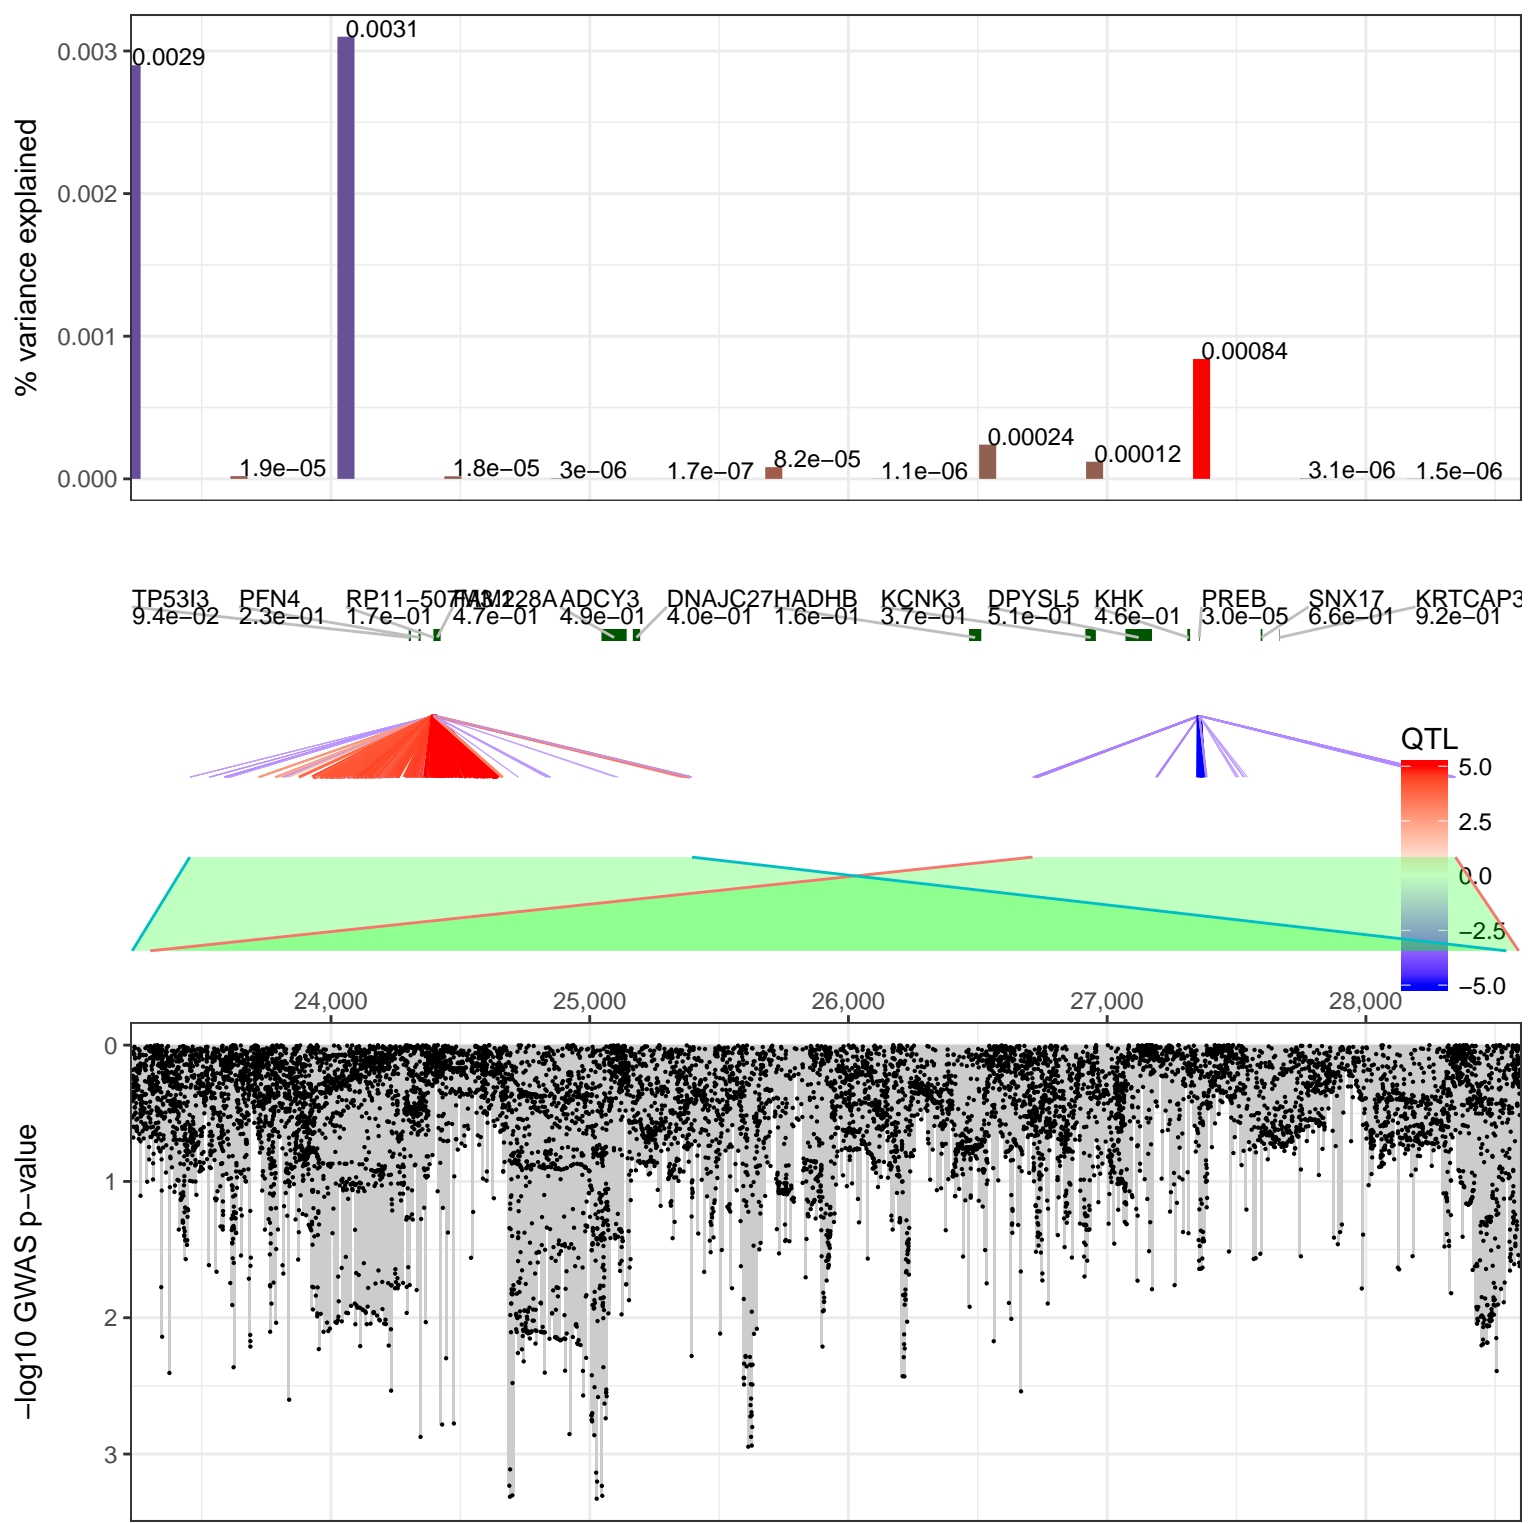 0.0029
0.0031
0.003
0.002
0.001
0.000
% variance explained
1.9e−05
1.8e−05
3e−06
1.7e−07
8.2e−05
1.1e−06
0.00024
0.00012
0.00084
3.1e−06
1.5e−06
TP53I3 PFN4 RP11−507M3.1 FAM228A ADCY3 DNAJC27 HADHB KCNK3 DPYSL5 KHK PREB SNX17 KRTCAP3
9.4e−02 2.3e−01 1.7e−01 4.7e−01 4.9e−01 4.0e−01 1.6e−01 3.7e−01 5.1e−01 4.6e−01 3.0e−05 6.6e−01 9.2e−01
QTL
5.0
2.5
0.0
−2.5
−5.0
24,000 25,000 26,000 27,000 28,000
0
1
2
3
−log10 GWAS p−value